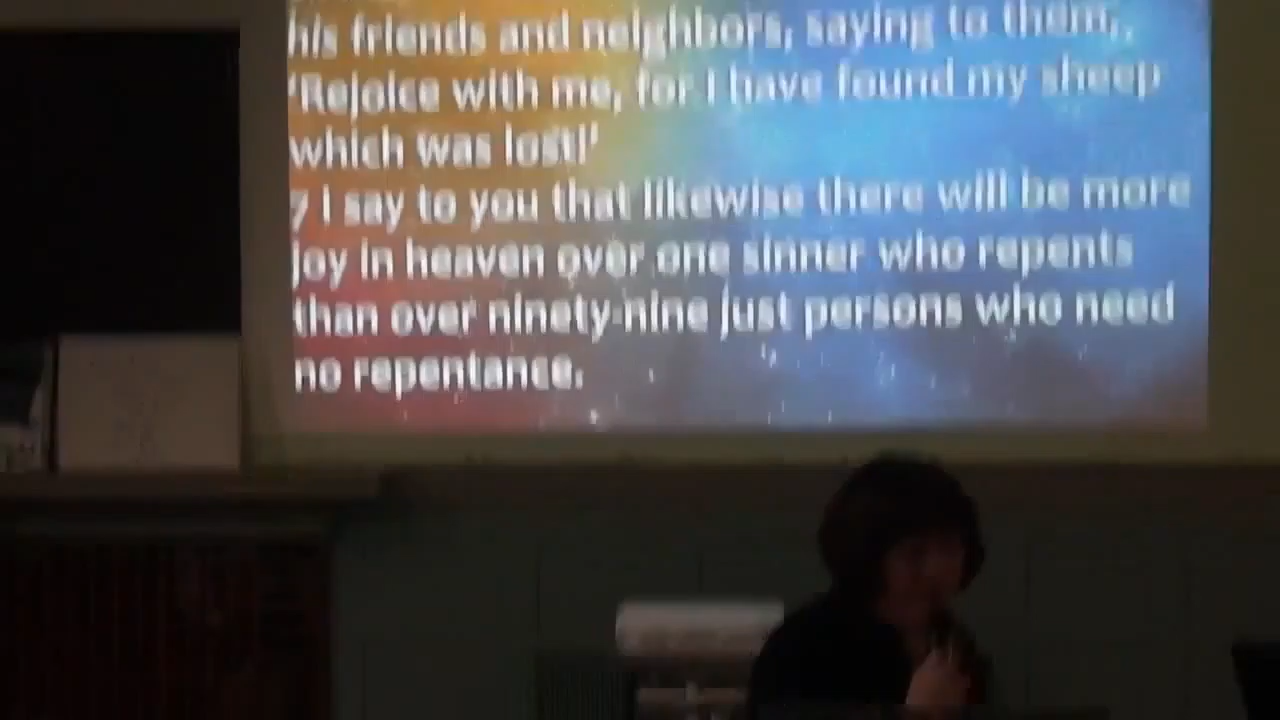 his friends and neighbors, saying to them,
'Rejoice with me, for I have found my sheep
which was lost!'
7 I say to you that likewise there will be more
joy in heaven over one sinner who repents
than over ninety-nine just persons who need
no repentance.